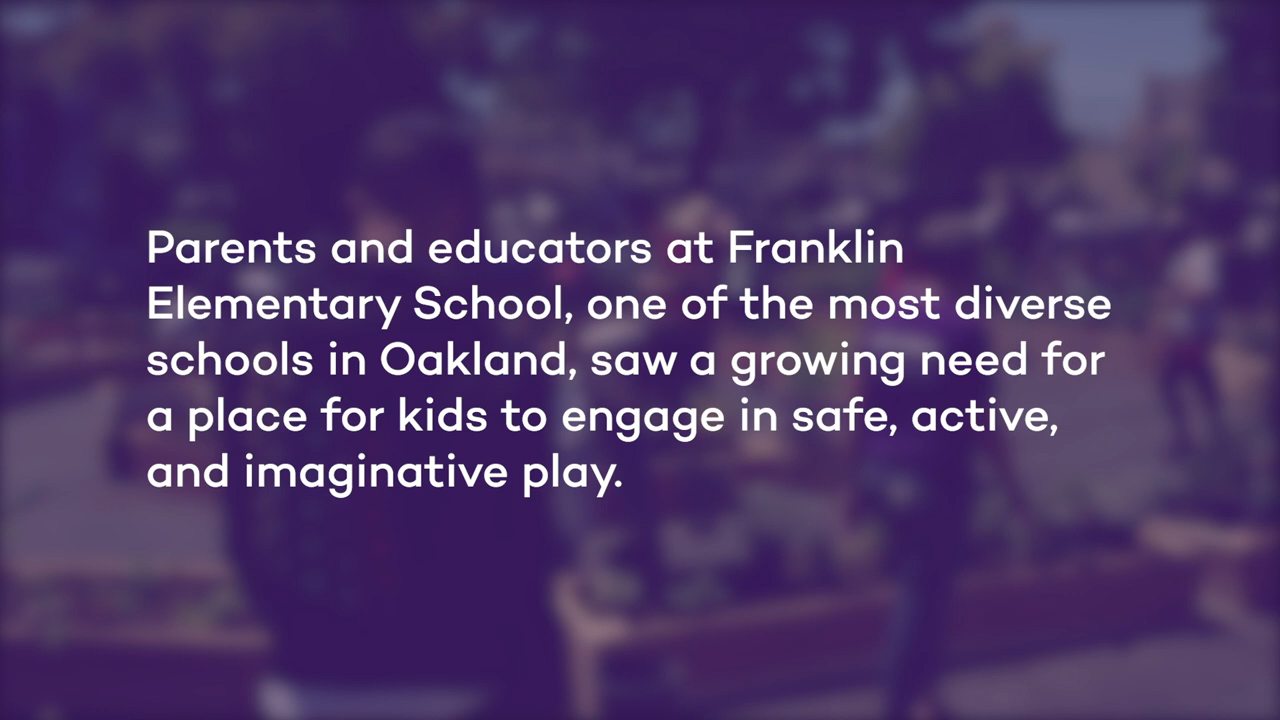 Parents and educators at Franklin
Elementary School, one of the most diverse
schools in Oakland, saw a growing need for
a place for kids to engage in safe, active,
and imaginative play.